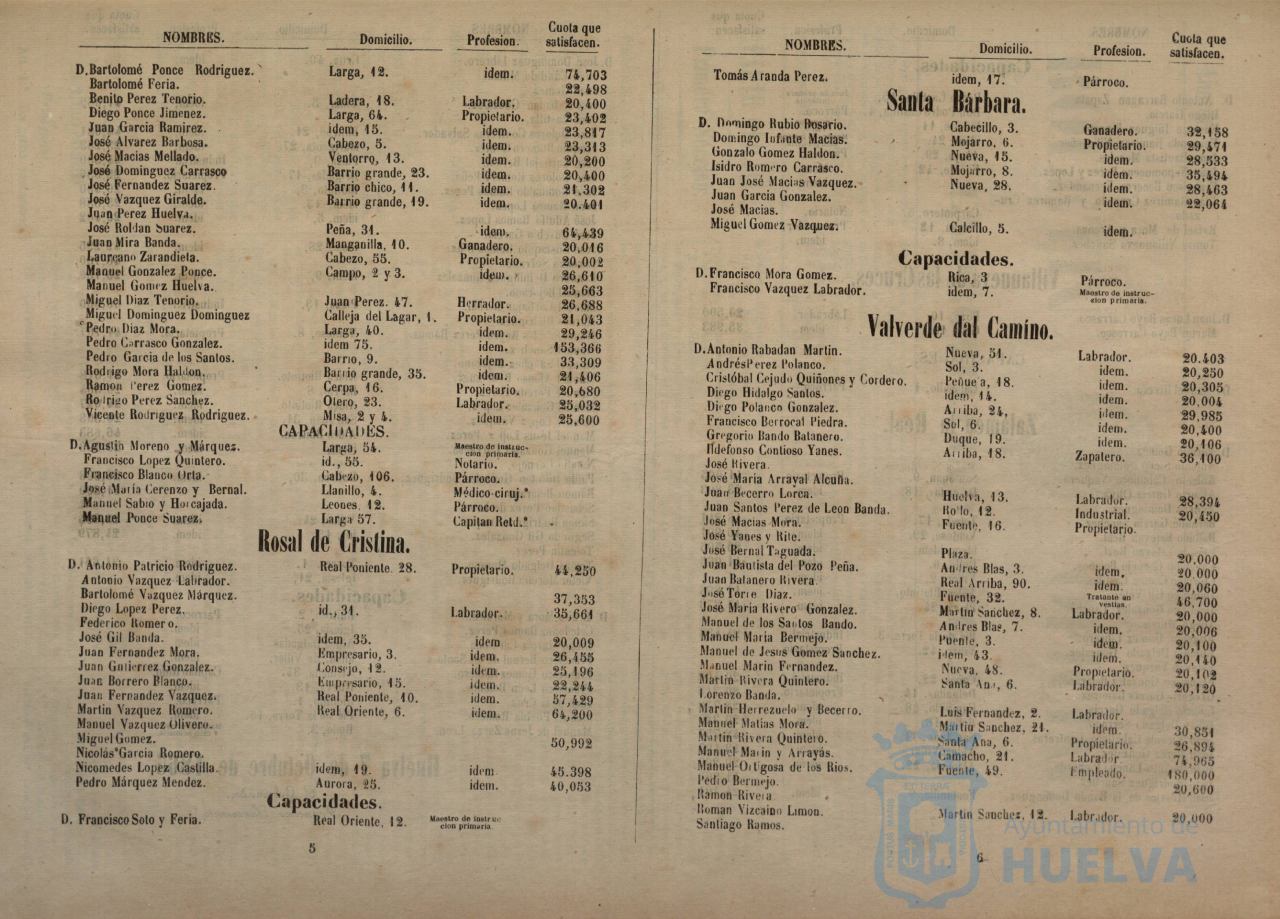 NOMBRES. Domicilio. Profesion. Cuota que satisfacen.
D. Bartolomé Ponce Rodriguez. Larga, 12. idem. 74,703
Bartolomé Feria. 22,498
Benito Perez Tenorio. Ladera, 18. Labrador. 20,400
Diego Ponce Jimenez. Larga, 64. Propietario. 23,402
Juan Garcia Ramirez. idem, 15. idem. 23,817
José Alvarez Barbosa. Cabezo, 5. idem. 23,313
José Macias Mellado. Ventorro, 13. idem. 20,200
José Dominguez Carrasco Barrio grande, 23. idem. 20,400
José Fernandez Suarez. Barrio chico, 11. idem. 21,302
José Vazquez Giralde. Barrio grande, 19. idem. 20.401
Juan Perez Huelva.
José Roldan Suarez. Peña, 31. idem. 64,439
Juan Mira Banda. Manganilla, 10. Ganadero. 20,016
Laureano Zarandieta. Cabezo, 55. Propietario. 20,002
Manuel Gonzalez Ponce. Campo, 2 y 3. idem. 26,610
Manuel Gomez Huelva. 25,663
Miguel Diaz Tenorio. Juan Perez. 47. Herrador. 26,688
Miguel Dominguez Dominguez Calleja del Lagar, 1. Propietario. 21,043
Pedro Diaz Mora. Larga, 40. idem. 29,246
Pedro Carrasco Gonzalez. idem 75. idem. 153,366
Pedro Garcia de los Santos. Barrio, 9. idem. 33,309
Rodrigo Mora Haldon. Barrio grande, 35. idem. 21,406
Ramon Perez Gomez. Cerpa, 16. Propietario. 20,680
Rodrigo Perez Sanchez. Otero, 23. Labrador. 25,032
Vicente Rodriguez Rodriguez. Misa, 2 y 4. idem. 25,600
CAPACIDADES.
D. Agustin Moreno y Márquez. Larga, 54. Maestro de instruccion primaria.
Francisco Lopez Quintero. id., 55. Notario.
Francisco Blanco Orta. Cabezo, 106. Párroco.
José Maria Cerenzo y Bernal. Llanillo, 4. Médico-ciruj.ª
Manuel Sabio y Horcajada. Leones, 12. Párroco.
Manuel Ponce Suarez. Larga 57. Capitan Retd.º
Rosal de Cristina.
D. Antonio Patricio Rodriguez. Real Poniente. 28. Propietario. 44,250
Antonio Vazquez Labrador.
Bartolomé Vazquez Márquez. 37,353
Diego Lopez Perez. id., 31. Labrador. 35,661
Federico Romero.
José Gil Banda. idem, 35. idem 20,009
Juan Fernandez Mora. Empresario, 3. idem. 26,455
Juan Gutierrez Gonzalez. Consejo, 12. idem. 25,196
Juan Borrero Blanco. Empresario, 15. idem. 22,244
Juan Fernandez Vazquez. Real Poniente, 10. idem. 57,429
Martin Vazquez Romero. Real Oriente, 6. idem. 64,200
Manuel Vazquez Olivero.
Miguel Gomez. 50,992
Nicolás Garcia Romero.
Nicomedes Lopez Castilla. idem, 19. idem 45.398
Pedro Márquez Mendez. Aurora, 25. idem. 40,053
Capacidades.
D. Francisco Soto y Feria. Real Oriente, 12. Maestro de instruccion primaria
5
NOMBRES. Domicilio. Profesion. Cuota que satisfacen.
Tomás Aranda Perez. idem, 17. Párroco.
Santa Bárbara.
D. Domingo Rubio Rosario. Cabecillo, 3. Ganadero. 32,158
Domingo Infante Macias. Mojarro, 6. Propietario. 29,471
Gonzalo Gomez Haldon. Nueva, 15. idem. 28,533
Isidro Romero Carrasco. Mojarro, 8. idem. 35,494
Juan José Macias Vazquez. Nueva, 28. idem. 28,463
Juan Garcia Gonzalez. idem. 22,064
José Macias.
Miguel Gomez Vazquez. Calcillo, 5. idem.
Capacidades.
D. Francisco Mora Gomez. Rica, 3 Párroco.
Francisco Vazquez Labrador. idem, 7. Maestro de instruccion primaria.
Valverde dal Camino.
D. Antonio Rabadan Martin. Nueva, 51. Labrador. 20.403
Andrés Perez Polanco. Sol, 3. idem. 20,250
Cristóbal Cejudo Quiñones y Cordero. Peñuela, 18. idem. 20,305
Diego Hidalgo Santos. idem, 14. idem. 20,004
Diego Polanco Gonzalez. Arriba, 24, idem. 29,985
Francisco Berrocal Piedra. Sol, 6. idem. 20,400
Gregorio Bando Batanero. Duque, 19. idem. 20,106
Ildefonso Contioso Yanes. Arriba, 18. Zapatero. 36,100
José Rivera.
José Maria Arrayal Alcuña.
Juan Becerro Lorca. Huelva, 13. Labrador. 28,394
Juan Santos Perez de Leon Banda. Rollo, 12. Industrial. 20,450
José Macias Mora. Fuente, 16. Propietario.
José Yanes y Rite.
José Bernal Taguada. Plaza. 20,000
Juan Bautista del Pozo Peña. Andres Blas, 3. idem. 20 000
Juan Batanero Rivera. Real Arriba, 90. idem. 20,060
José Torre Diaz. Fuente, 32. Tratante en vestias. 46,700
José Maria Rivero Gonzalez. Martin Sanchez, 8. Labrador. 20,000
Manuel de los Santos Bando. Andres Blas, 7. idem. 20,006
Manuel Maria Bermejo. Puente, 3. idem. 20,100
Manuel de Jesus Gomez Sanchez. idem, 43. idem. 20,140
Manuel Marin Fernandez. Nueva, 48. Propietario 20,102
Martin Rivera Quintero. Santa Ana, 6. Labrador. 20,120
Lorenzo Banda.
Martin Herrezuelo y Becerro. Luis Fernandez, 2. Labrador.
Manuel Matias Mora. Martin Sanchez, 21. idem. 30,851
Martin Rivera Quintero. Santa Ana, 6. Propietario. 26,894
Manuel Marin y Arrayás. Camacho, 21. Labrador 74,965
Manuel Ortigosa de los Rios. Fuente, 49. Empleado. 180,000
Pedro Bermejo. 20,600
Ramon Rivera
Roman Vizcaino Limon. Martin Sanchez, 12. Labrador. 20,000
Santiago Ramos.
6
Ayuntamiento de
HUELVA